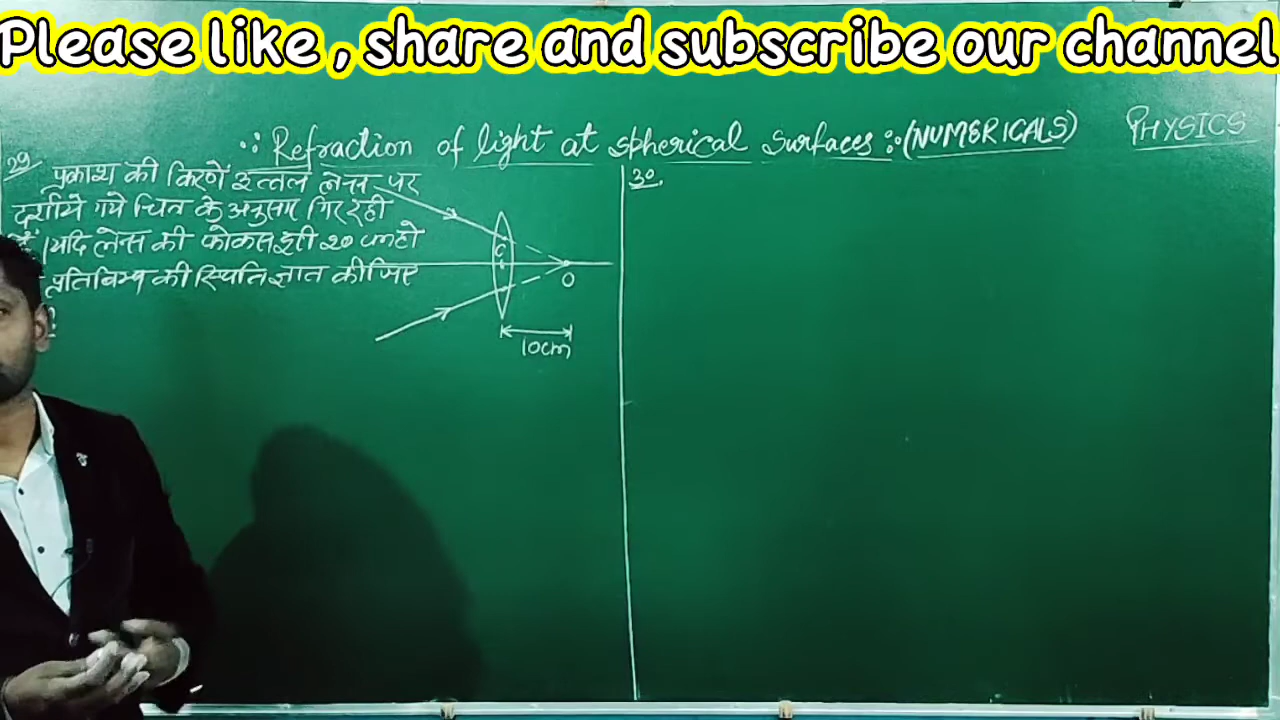 Please like , share and subscribe our channel
∴ Refraction of light at spherical surfaces ∴ (NUMERICALS)
PHYSICS
29
प्रकाश की किरणें उत्तल लेन्स पर
दर्शाये गये चित्र के अनुसार गिर रही
हैं। यदि लेन्स की फोकस दूरी 20 cm हो
प्रतिबिम्ब की स्थिति ज्ञात कीजिए
?
C
O
10cm
30.